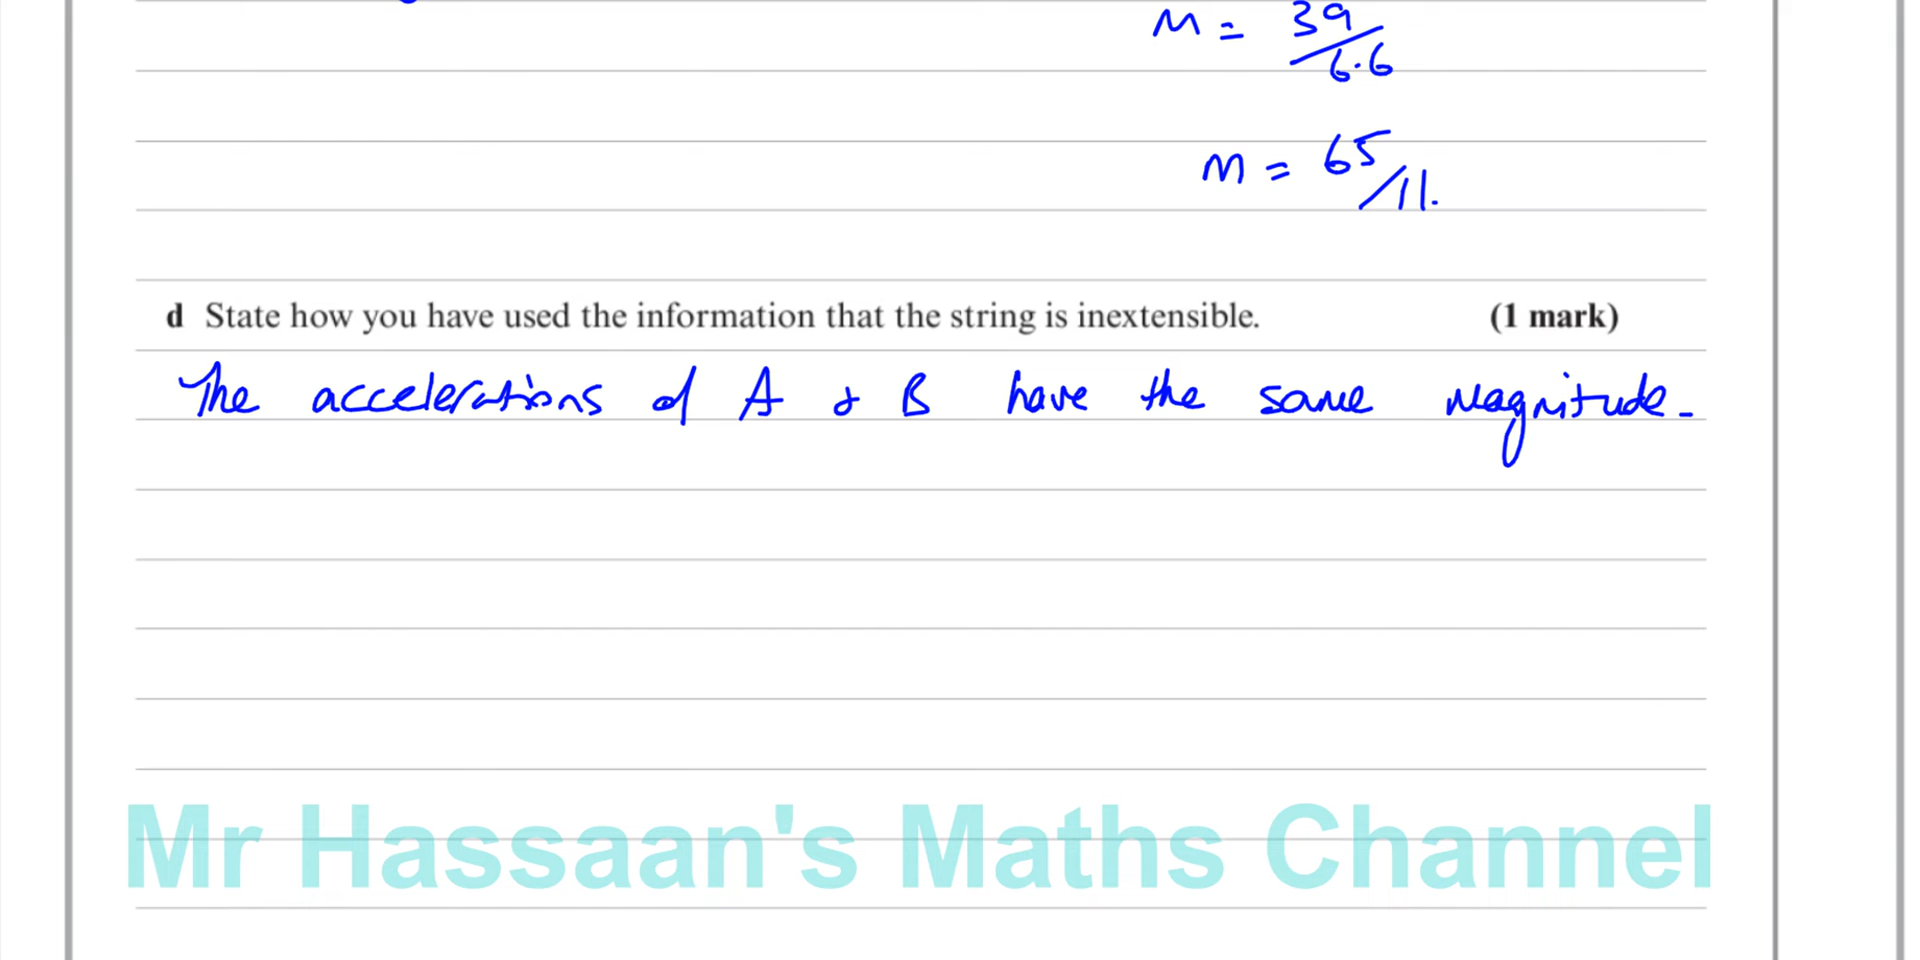 M = 39/6.6
M = 65/11.
d State how you have used the information that the string is inextensible. (1 mark)
The accelerations of A & B have the same magnitude.
Mr Hassaan's Maths Channel